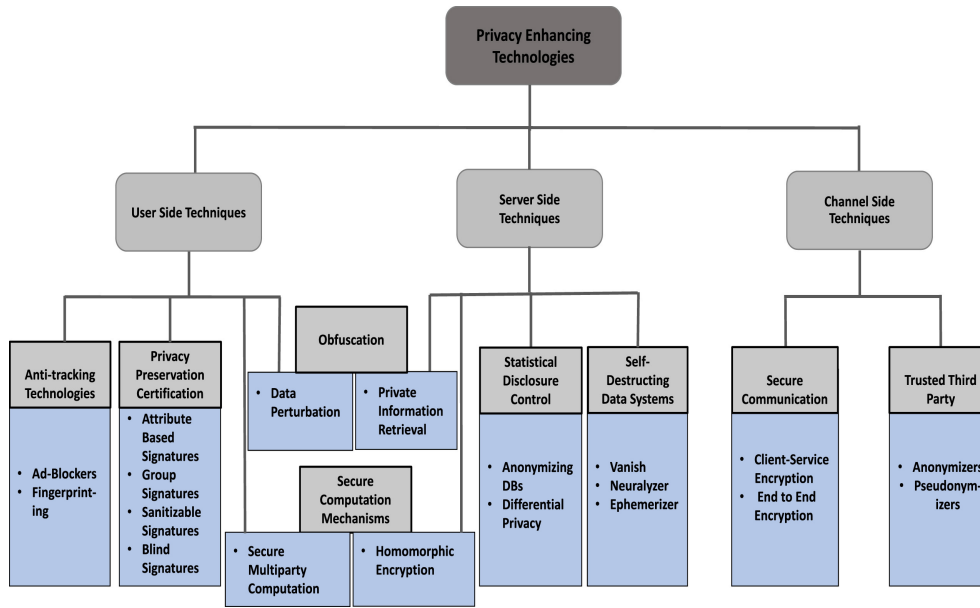 Privacy Enhancing
Technologies
User Side Techniques
Server Side
Techniques
Channel Side
Techniques
Anti-tracking
Technologies
• Ad-Blockers
• Fingerprint-
ing
Privacy
Preservation
Certification
• Attribute
Based
Signatures
• Group
Signatures
• Sanitizable
Signatures
• Blind
Signatures
Obfuscation
• Data
Perturbation
• Private
Information
Retrieval
Secure
Computation
Mechanisms
• Secure
Multiparty
Computation
• Homomorphic
Encryption
Statistical
Disclosure
Control
• Anonymizing
DBs
• Differential
Privacy
Self-
Destructing
Data Systems
• Vanish
• Neuralyzer
• Ephemerizer
Secure
Communication
• Client-Service
Encryption
• End to End
Encryption
Trusted Third
Party
• Anonymizers
• Pseudonym-
izers